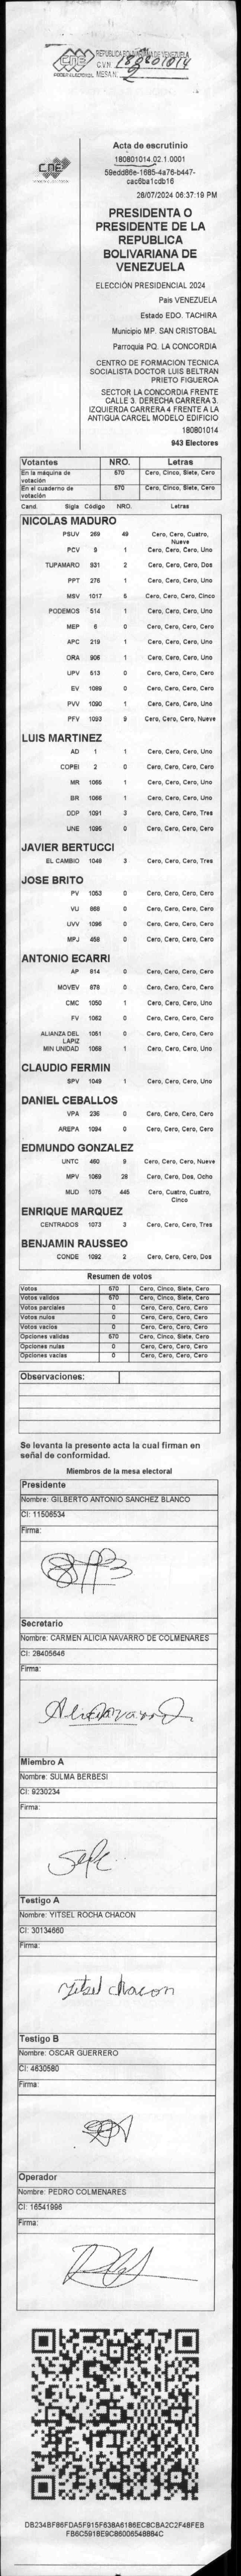 CNE
PODER ELECTORAL
REPUBLICA BOLIVARIANA DE VENEZUELA
C.V.N. 180801014
MERAN.
CNE
Acta de escrutinio
180801014.02.1.0001
59edd86e-1685-4a76-b447-
cac6ba1cdb16
28/07/2024 06:37:19 PM
PRESIDENTA O
PRESIDENTE DE LA
REPUBLICA
BOLIVARIANA DE
VENEZUELA
ELECCIÓN PRESIDENCIAL 2024
Pais VENEZUELA
Estado EDO. TACHIRA
Municipio MP. SAN CRISTOBAL
Parroquia PQ. LA CONCORDIA
CENTRO DE FORMACION TECNICA
SOCIALISTA DOCTOR LUIS BELTRAN
PRIETO FIGUEROA
SECTOR LA CONCORDIA FRENTE
CALLE 3. DERECHA CARRERA 3.
IZQUIERDA CARRERA 4 FRENTE A LA
ANTIGUA CARCEL MODELO EDIFICIO
180801014
943 Electores
Votantes NRO. Letras
En la máquina de votación 570 Cero, Cinco, Siete, Cero
En el cuaderno de votación 570 Cero, Cinco, Siete, Cero
Cand. Sigla Código NRO. Letras
NICOLAS MADURO
PSUV 269 49 Cero, Cero, Cuatro, Nueve
PCV 9 1 Cero, Cero, Cero, Uno
TUPAMARO 931 2 Cero, Cero, Cero, Dos
PPT 276 1 Cero, Cero, Cero, Uno
MSV 1017 5 Cero, Cero, Cero, Cinco
PODEMOS 514 1 Cero, Cero, Cero, Uno
MEP 6 0 Cero, Cero, Cero, Cero
APC 219 1 Cero, Cero, Cero, Uno
ORA 906 1 Cero, Cero, Cero, Uno
UPV 513 0 Cero, Cero, Cero, Cero
EV 1089 0 Cero, Cero, Cero, Cero
PVV 1090 1 Cero, Cero, Cero, Uno
PFV 1093 9 Cero, Cero, Cero, Nueve
LUIS MARTINEZ
AD 1 1 Cero, Cero, Cero, Uno
COPEI 2 0 Cero, Cero, Cero, Cero
MR 1065 1 Cero, Cero, Cero, Uno
BR 1066 1 Cero, Cero, Cero, Uno
DDP 1091 3 Cero, Cero, Cero, Tres
UNE 1095 0 Cero, Cero, Cero, Cero
JAVIER BERTUCCI
EL CAMBIO 1048 3 Cero, Cero, Cero, Tres
JOSE BRITO
PV 1053 0 Cero, Cero, Cero, Cero
VU 868 0 Cero, Cero, Cero, Cero
UVV 1096 0 Cero, Cero, Cero, Cero
MPJ 458 0 Cero, Cero, Cero, Cero
ANTONIO ECARRI
AP 814 0 Cero, Cero, Cero, Cero
MOVEV 878 0 Cero, Cero, Cero, Cero
CMC 1050 1 Cero, Cero, Cero, Uno
FV 1062 0 Cero, Cero, Cero, Cero
ALIANZA DEL LAPIZ 1051 0 Cero, Cero, Cero, Cero
MIN UNIDAD 1068 1 Cero, Cero, Cero, Uno
CLAUDIO FERMIN
SPV 1049 1 Cero, Cero, Cero, Uno
DANIEL CEBALLOS
VPA 236 0 Cero, Cero, Cero, Cero
AREPA 1094 0 Cero, Cero, Cero, Cero
EDMUNDO GONZALEZ
UNTC 460 9 Cero, Cero, Cero, Nueve
MPV 1069 28 Cero, Cero, Dos, Ocho
MUD 1075 445 Cero, Cuatro, Cuatro, Cinco
ENRIQUE MARQUEZ
CENTRADOS 1073 3 Cero, Cero, Cero, Tres
BENJAMIN RAUSSEO
CONDE 1092 2 Cero, Cero, Cero, Dos
Resumen de votos
Votos 570 Cero, Cinco, Siete, Cero
Votos validos 570 Cero, Cinco, Siete, Cero
Votos parciales 0 Cero, Cero, Cero, Cero
Votos nulos 0 Cero, Cero, Cero, Cero
Votos vacios 0 Cero, Cero, Cero, Cero
Opciones validas 570 Cero, Cinco, Siete, Cero
Opciones nulas 0 Cero, Cero, Cero, Cero
Opciones vacias 0 Cero, Cero, Cero, Cero
Observaciones:
Se levanta la presente acta la cual firman en
señal de conformidad.
Miembros de la mesa electoral
Presidente
Nombre: GILBERTO ANTONIO SANCHEZ BLANCO
CI: 11506534
Firma:
Secretario
Nombre: CARMEN ALICIA NAVARRO DE COLMENARES
CI: 28405646
Firma:
Miembro A
Nombre: SULMA BERBESI
CI: 9230234
Firma:
Testigo A
Nombre: YITSEL ROCHA CHACON
CI: 30134660
Firma:
Yitsel chacon
Testigo B
Nombre: OSCAR GUERRERO
CI: 4630580
Firma:
Operador
Nombre: PEDRO COLMENARES
CI: 16541996
Firma:
DB234BF86FDA5F915F638A6186EC8CBA2C2F48FEB
FB6C5918E9C86006548884C